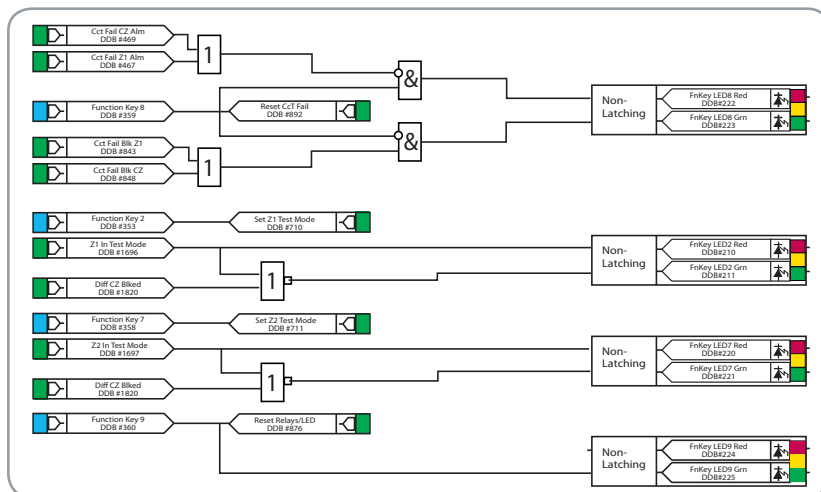 Cct Fail CZ Alm
DDB #469
Cct Fail Z1 Alm
DDB #467
1
&
Function Key 8
DDB #359
Reset CcT Fail
DDB #892
Non-
Latching
FnKey LED8 Red
DDB#222
FnKey LED8 Grn
DDB#223
Cct Fail Blk Z1
DDB #843
Cct Fail Blk CZ
DDB #848
1
&
Function Key 2
DDB #353
Set Z1 Test Mode
DDB #710
Z1 In Test Mode
DDB #1696
Diff CZ Blked
DDB #1820
1
Non-
Latching
FnKey LED2 Red
DDB#210
FnKey LED2 Grn
DDB#211
Function Key 7
DDB #358
Set Z2 Test Mode
DDB #711
Z2 In Test Mode
DDB #1697
Diff CZ Blked
DDB #1820
1
Non-
Latching
FnKey LED7 Red
DDB#220
FnKey LED7 Grn
DDB#221
Function Key 9
DDB #360
Reset Relays/LED
DDB #876
Non-
Latching
FnKey LED9 Red
DDB#224
FnKey LED9 Grn
DDB#225